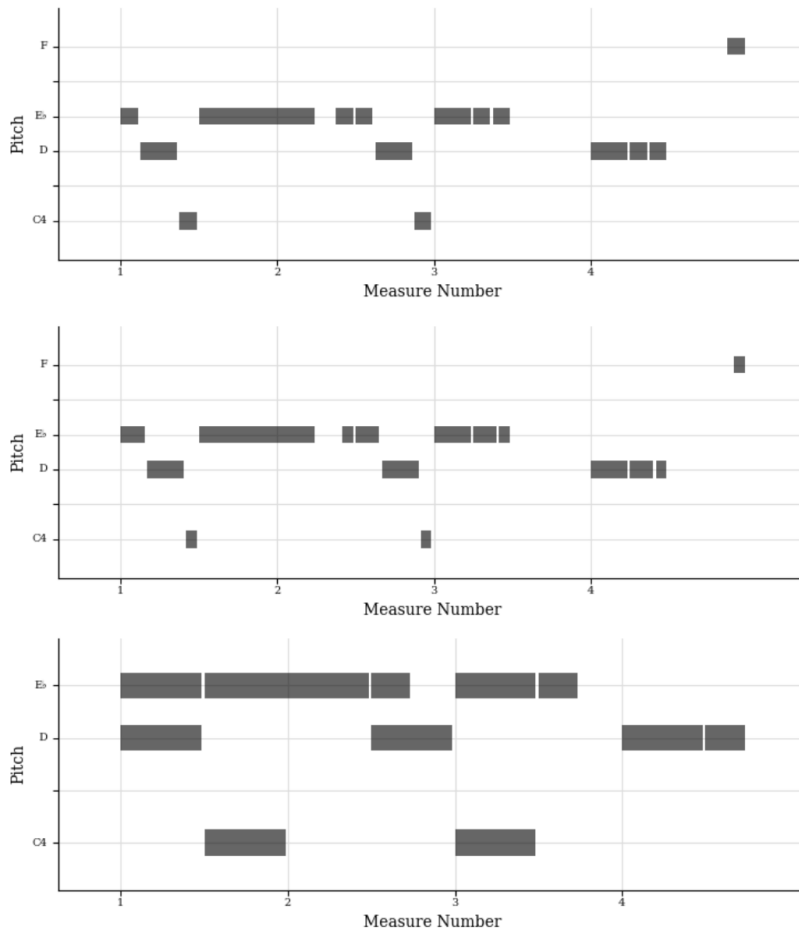 F
E♭
D
C4
Pitch
1 2 3 4
Measure Number
F
E♭
D
C4
Pitch
1 2 3 4
Measure Number
E♭
D
C4
Pitch
1 2 3 4
Measure Number